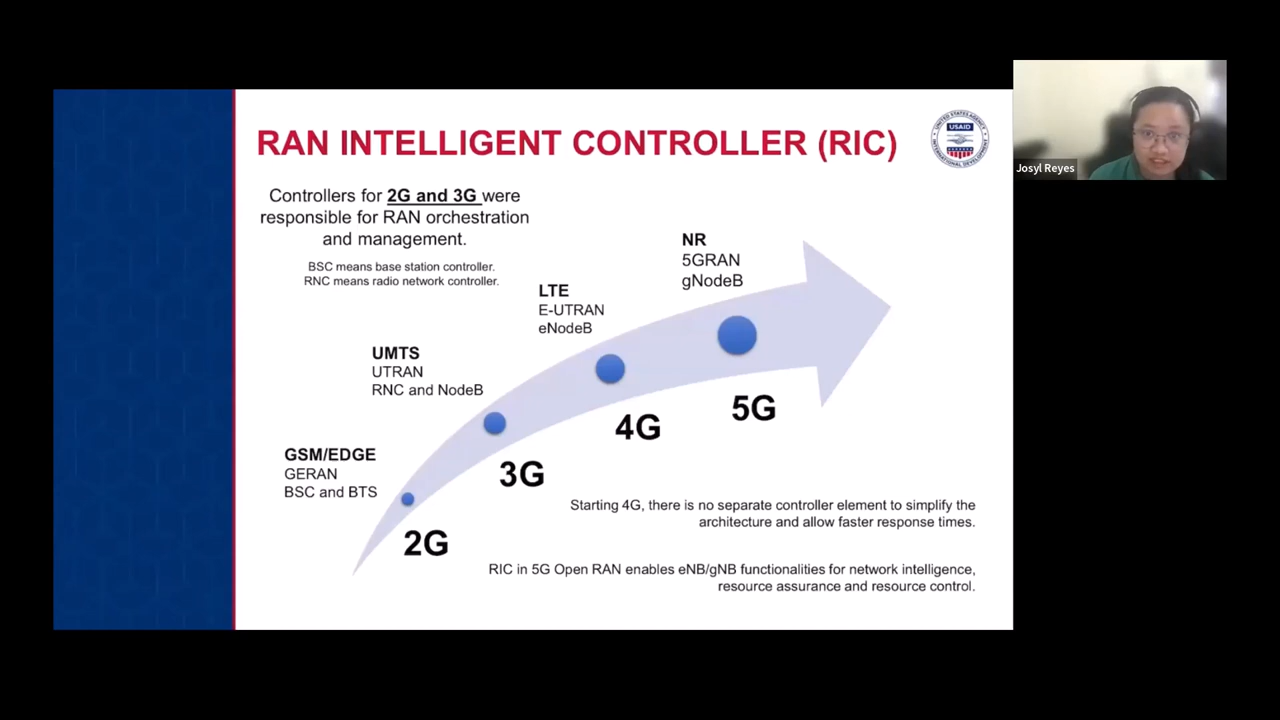 RAN INTELLIGENT CONTROLLER (RIC)
USAID
Josyl Reyes
Controllers for 2G and 3G were
responsible for RAN orchestration
and management.
BSC means base station controller.
RNC means radio network controller.
NR
5GRAN
gNodeB
LTE
E-UTRAN
eNodeB
UMTS
UTRAN
RNC and NodeB
GSM/EDGE
GERAN
BSC and BTS
5G
4G
3G
2G
Starting 4G, there is no separate controller element to simplify the
architecture and allow faster response times.
RIC in 5G Open RAN enables eNB/gNB functionalities for network intelligence,
resource assurance and resource control.